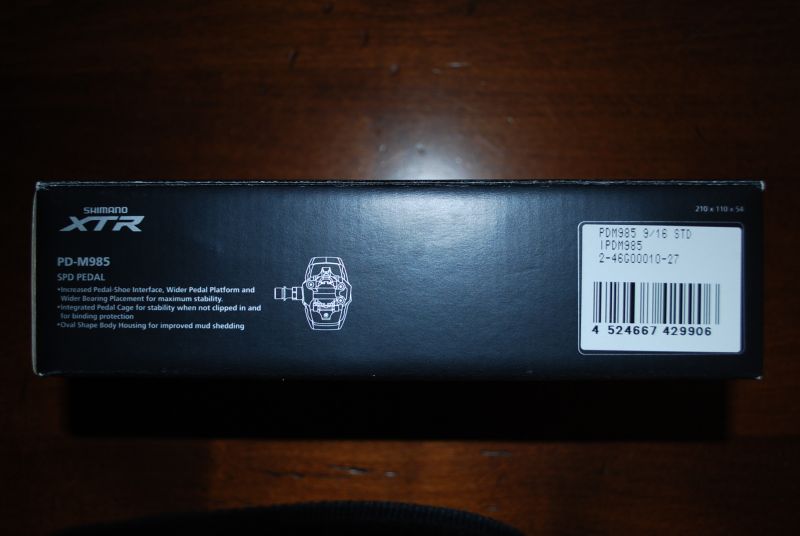 SHIMANO
XTR
PD-M985
SPD PEDAL
•Increased Pedal-Shoe Interface, Wider Pedal Platform and
Wider Bearing Placement for maximum stability.
•Integrated Pedal Cage for stability when not clipped in and
for binding protection
•Oval Shape Body Housing for improved mud shedding
210 x 110 x 54
PDM985 9/16 STD
IPDM985
2-46G00010-27
4 524667 429906